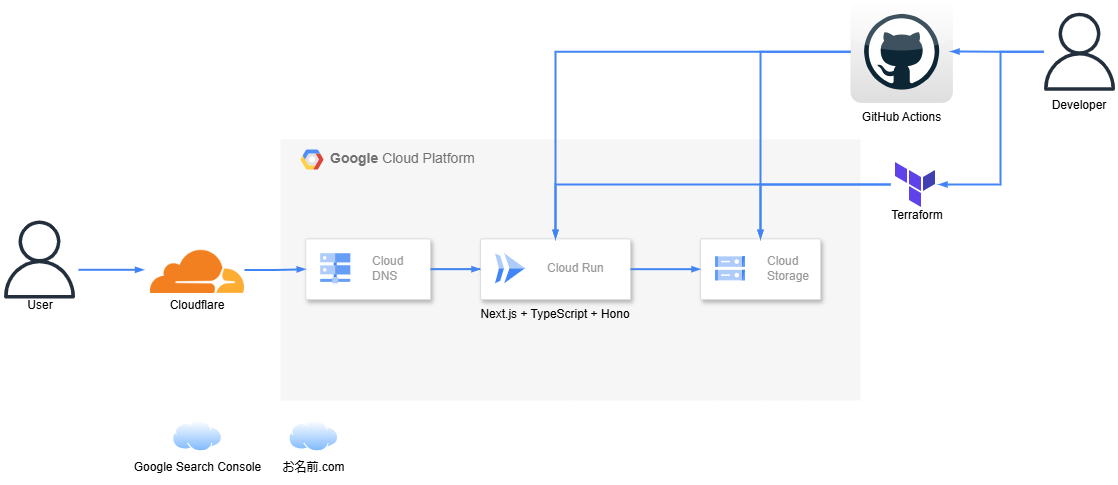 Developer
GitHub Actions
Google Cloud Platform
Terraform
Cloud
DNS
Cloud Run
Cloud
Storage
User
Cloudflare
Next.js + TypeScript + Hono
Google Search Console
お名前.com